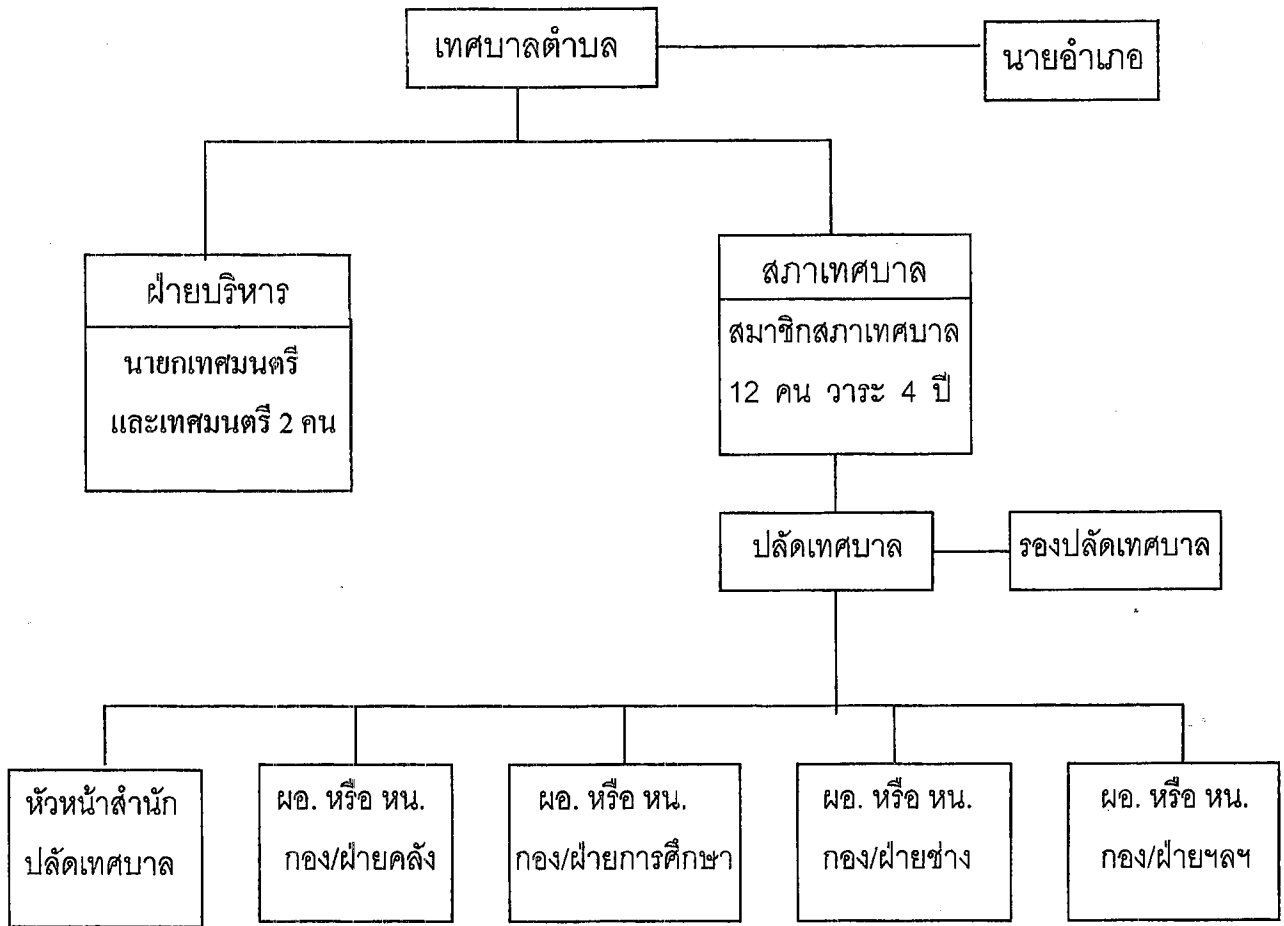 เทศบาลตำบล
นายอำเภอ
ฝ่ายบริหาร
นายกเทศมนตรี
และเทศมนตรี 2 คน
สภาเทศบาล
สมาชิกสภาเทศบาล
12 คน วาระ 4 ปี
ปลัดเทศบาล
รองปลัดเทศบาล
หัวหน้าสำนัก
ปลัดเทศบาล
ผอ. หรือ หน.
กอง/ฝ่ายคลัง
ผอ. หรือ หน.
กอง/ฝ่ายการศึกษา
ผอ. หรือ หน.
กอง/ฝ่ายช่าง
ผอ. หรือ หน.
กอง/ฝ่ายฯลฯ